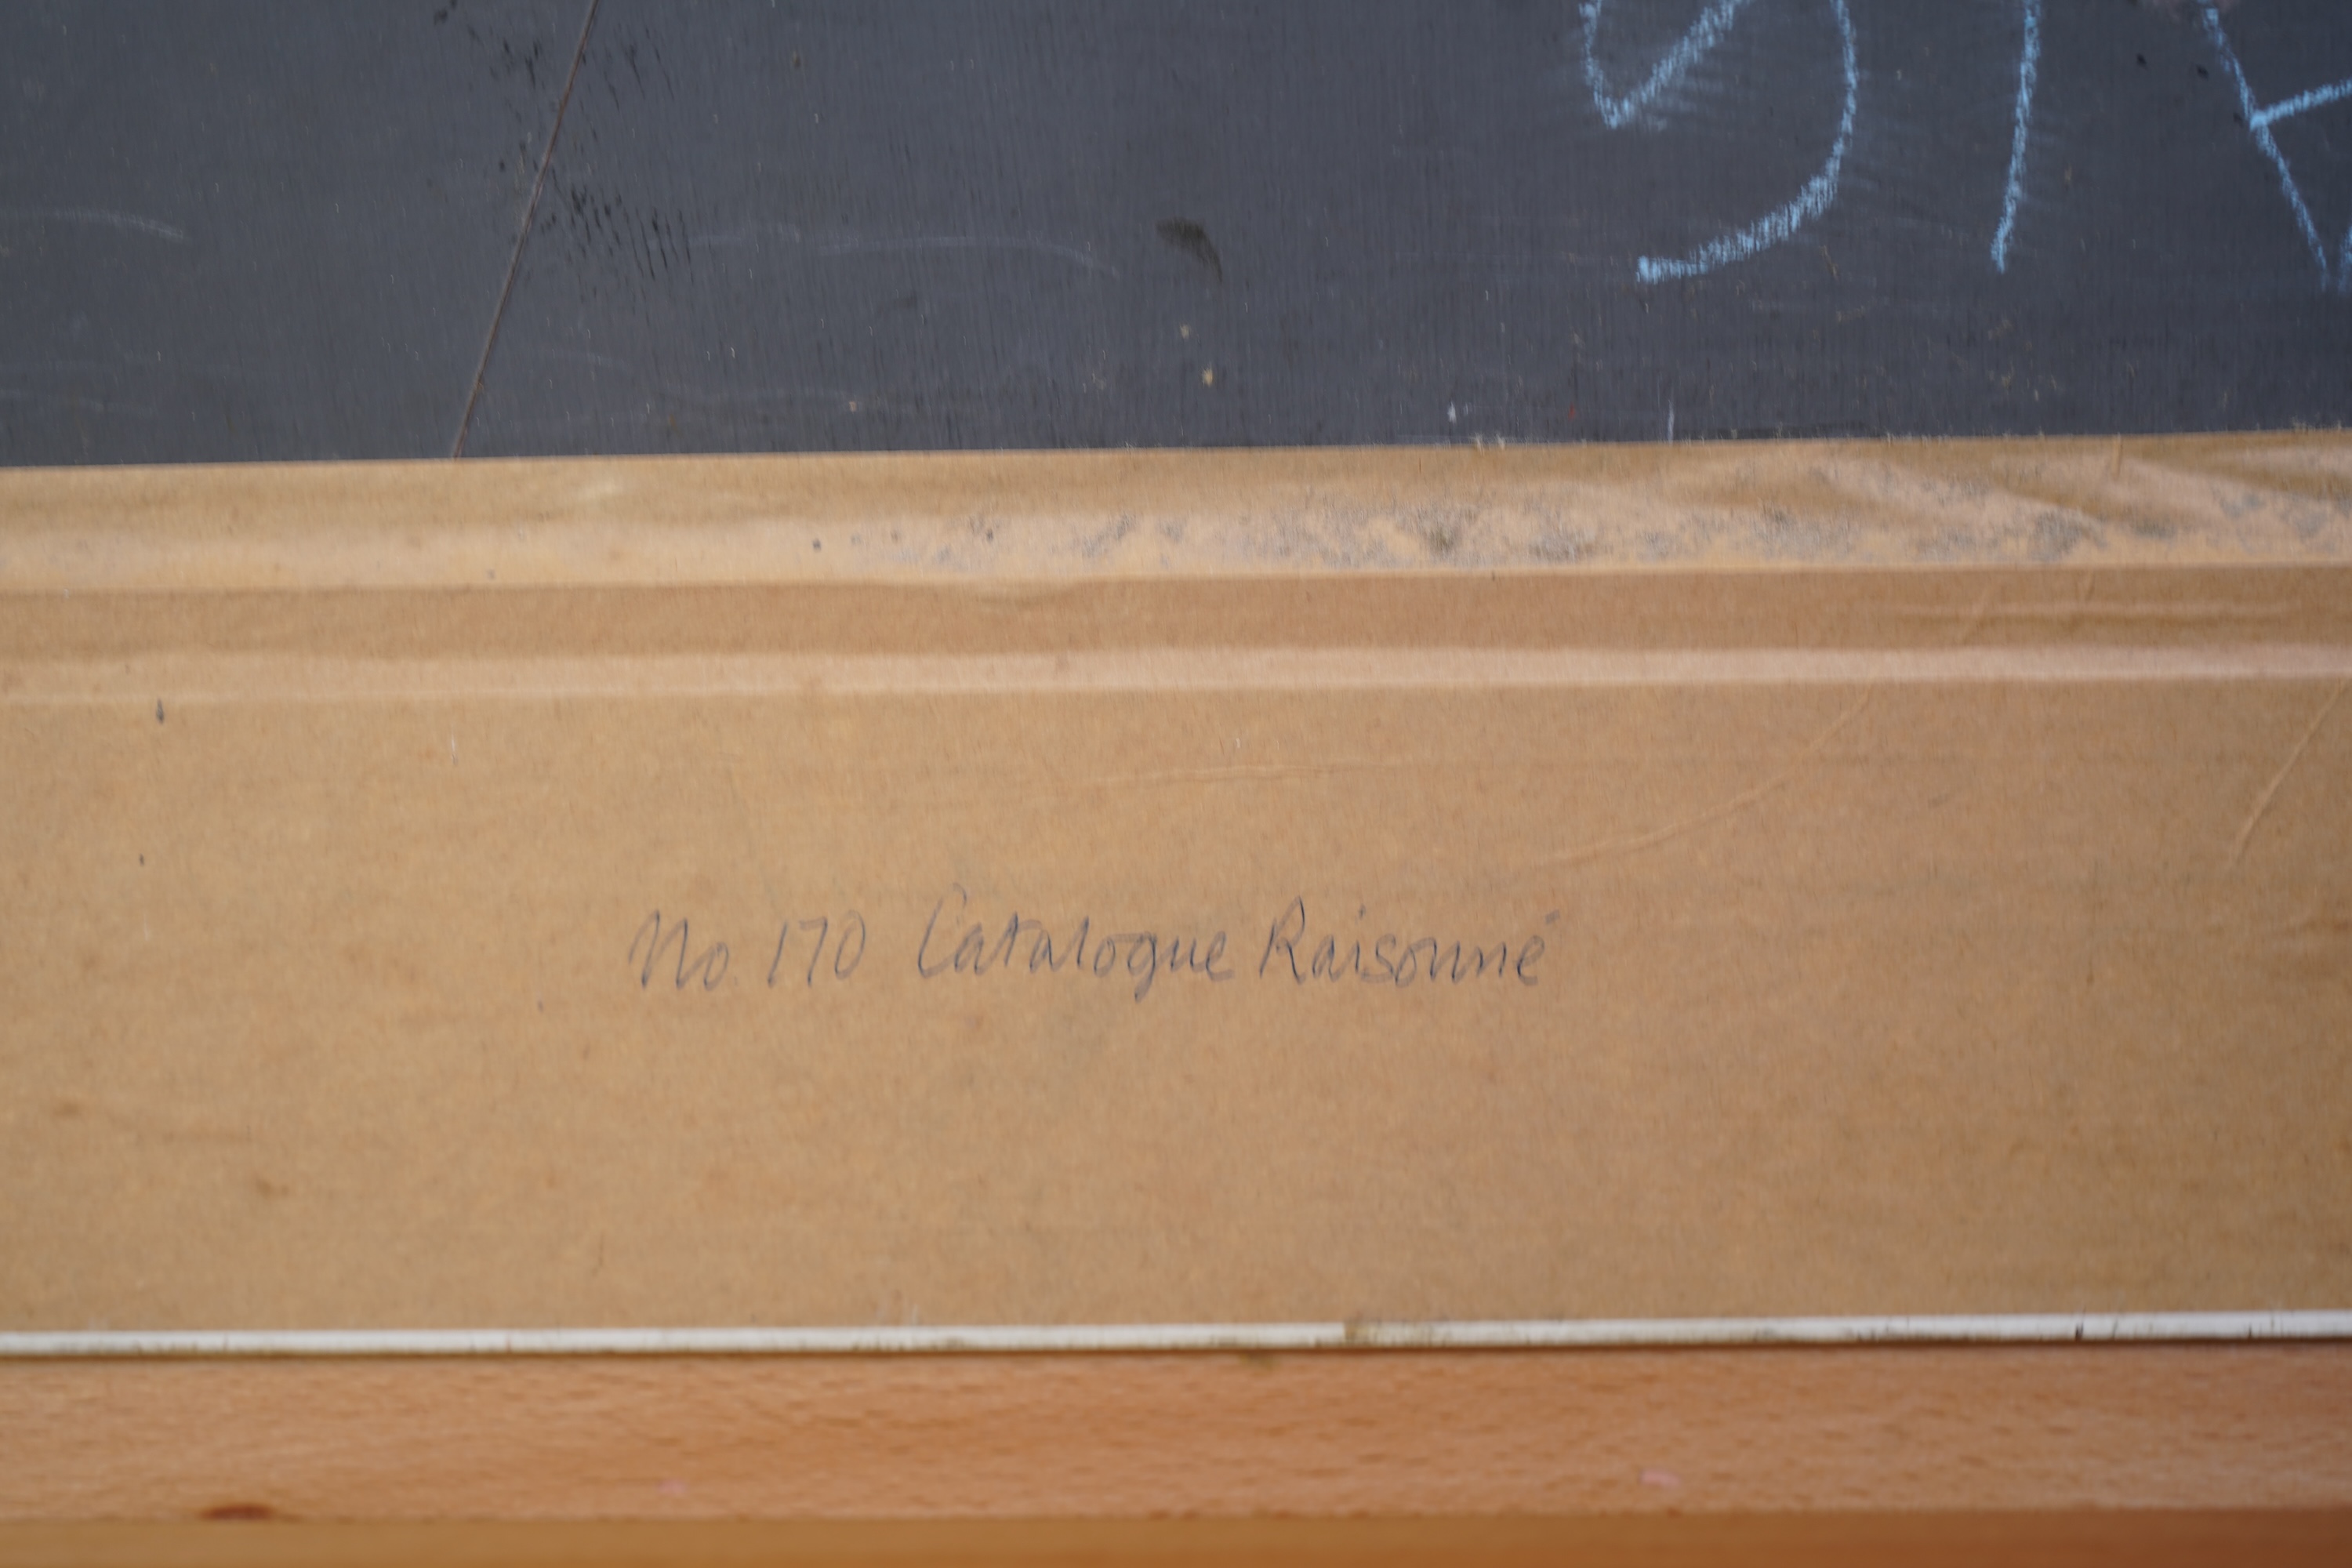 No. 170 Catalogue Raisonné